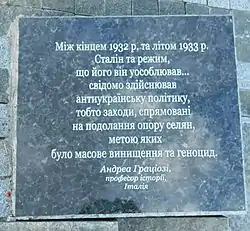 Між кінцем 1932 р. та літом 1933 р.
Сталін та режим,
що його він уособлював...
свідомо здійснював
антиукраїнську політику,
тобто заходи, спрямовані
на подолання опору селян,
метою яких
було масове винищення та геноцид.
Андреа Граціозі,
професор історії,
Італія